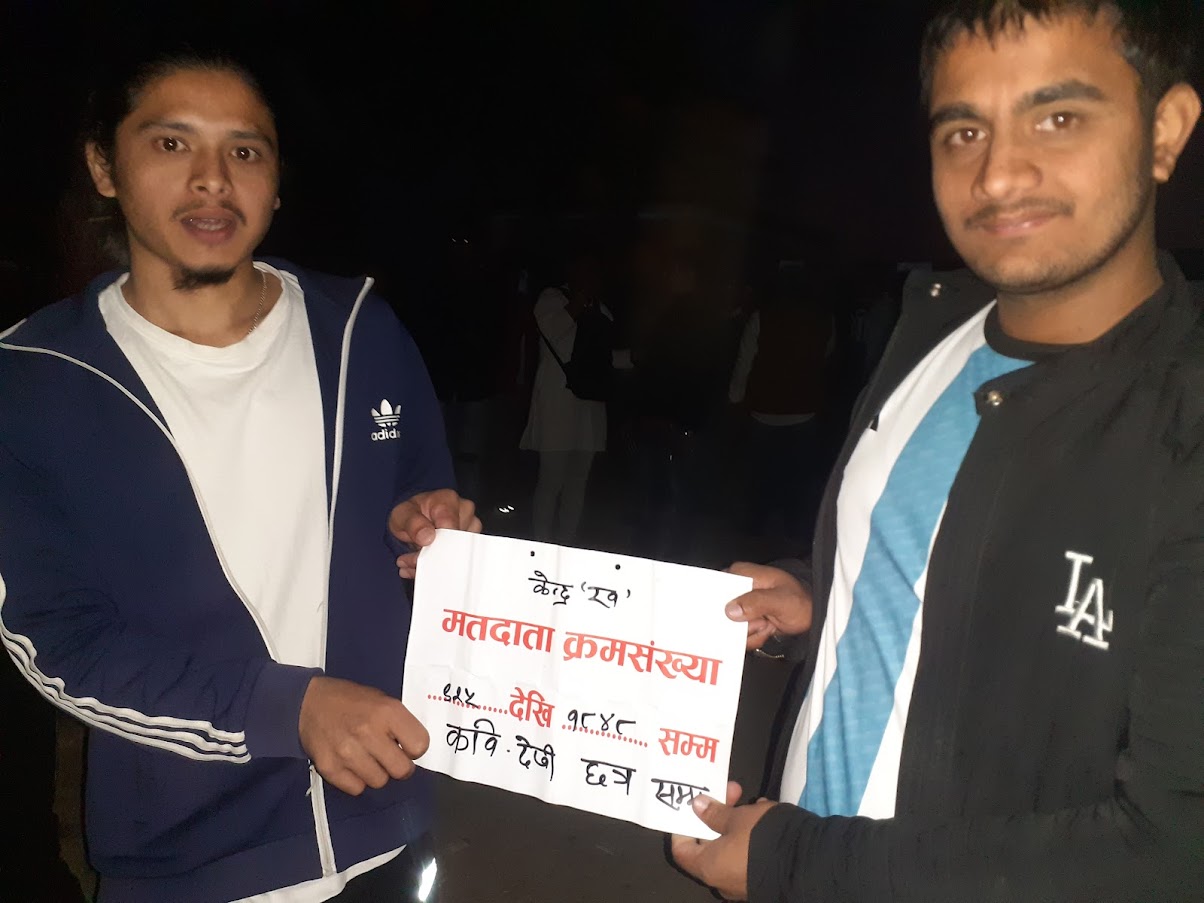 adidas
केन्द्र 'ख'
मतदाता क्रमसंख्या
९२५ देखि १८४८ सम्म
कवि देखी छत्र सम्म
LA